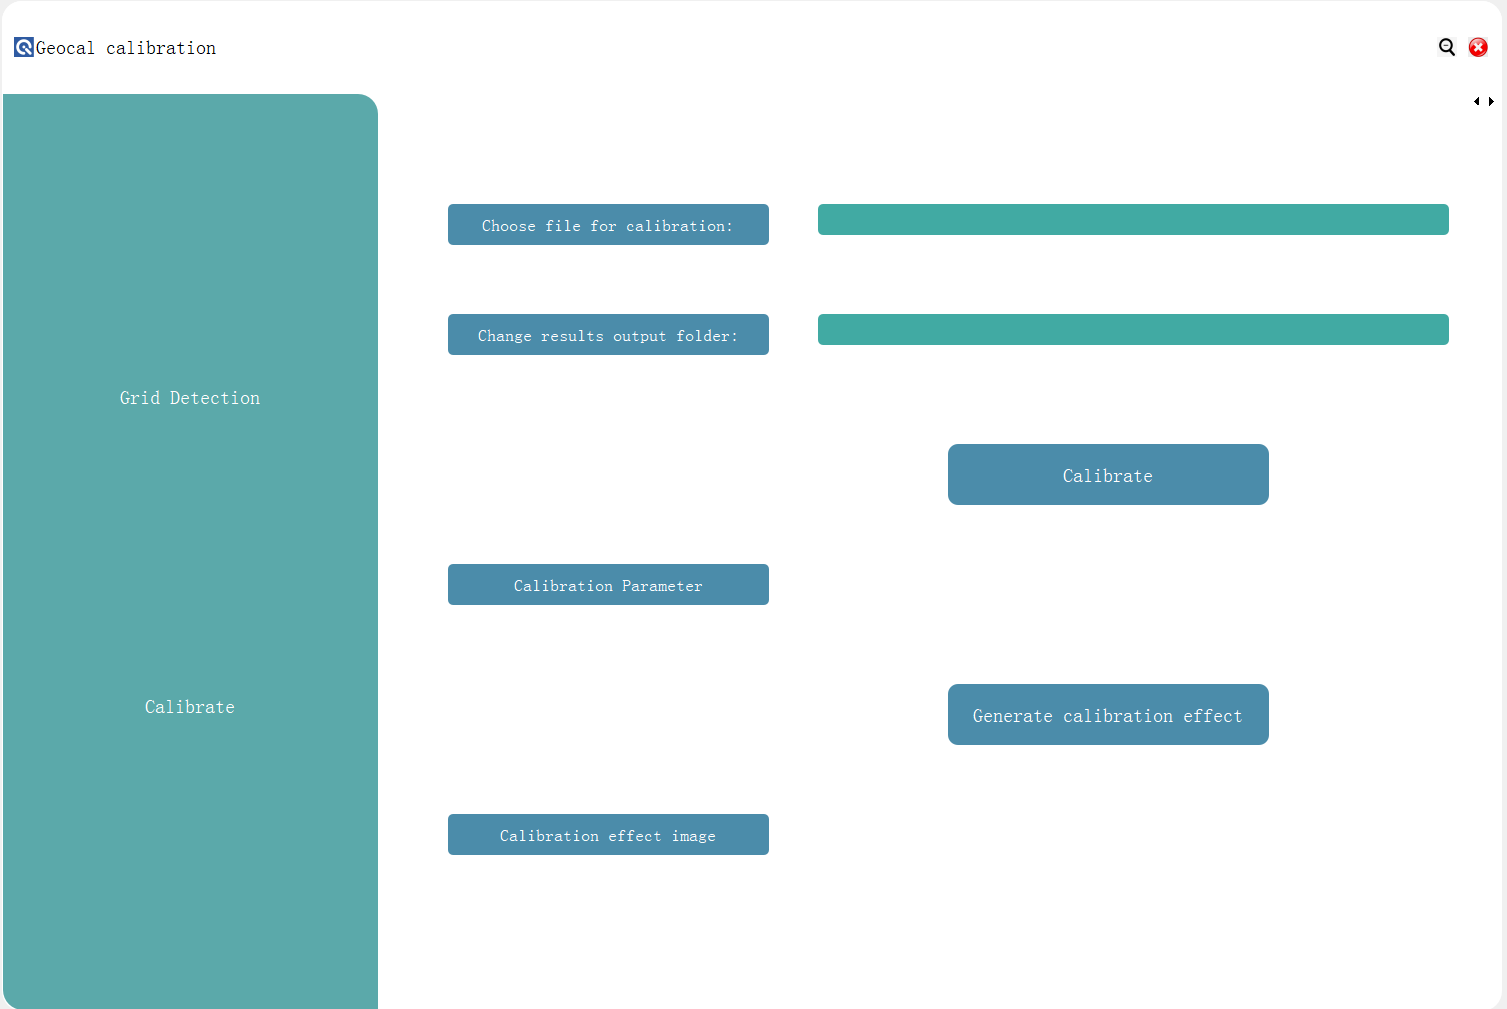 Geocal calibration
Grid Detection
Calibrate
Choose file for calibration:
Change results output folder:
Calibrate
Calibration Parameter
Generate calibration effect
Calibration effect image